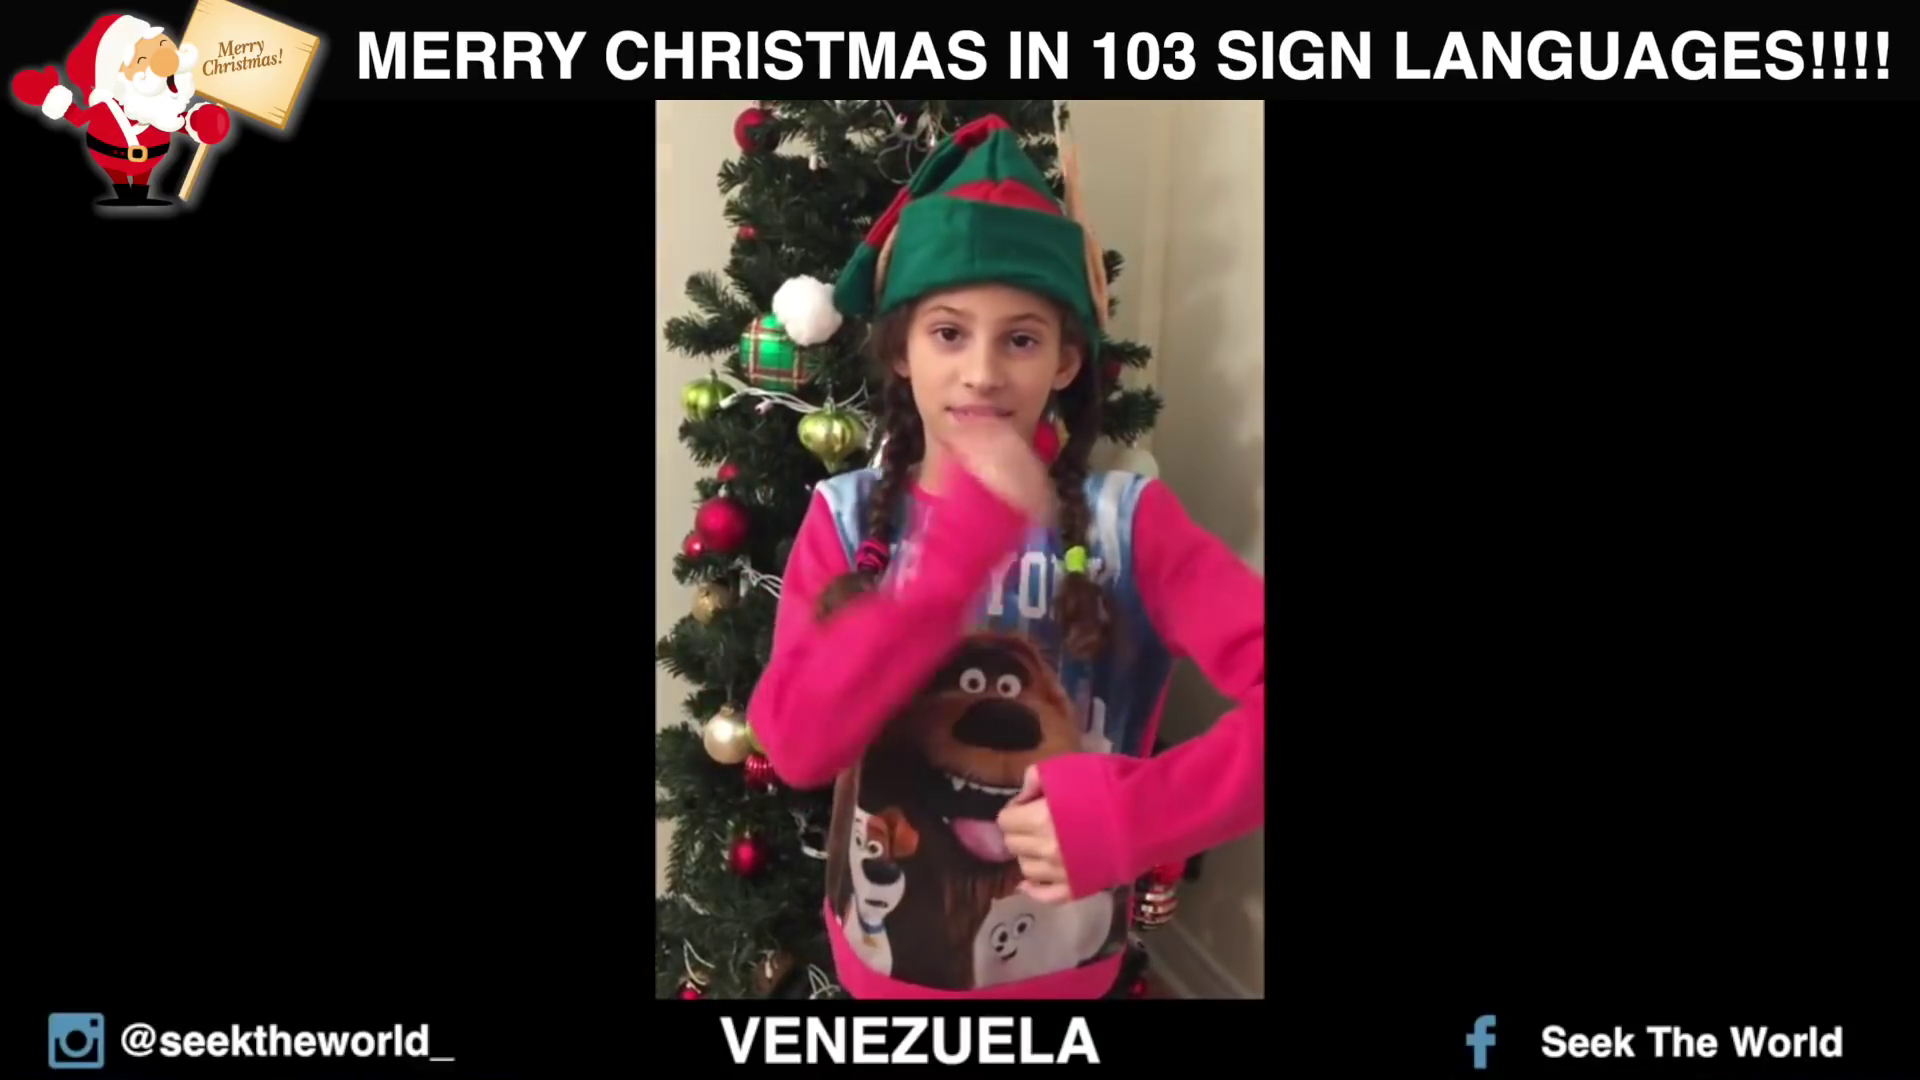 Merry
Christmas!
MERRY CHRISTMAS IN 103 SIGN LANGUAGES!!!!
@seektheworld_
VENEZUELA
Seek The World